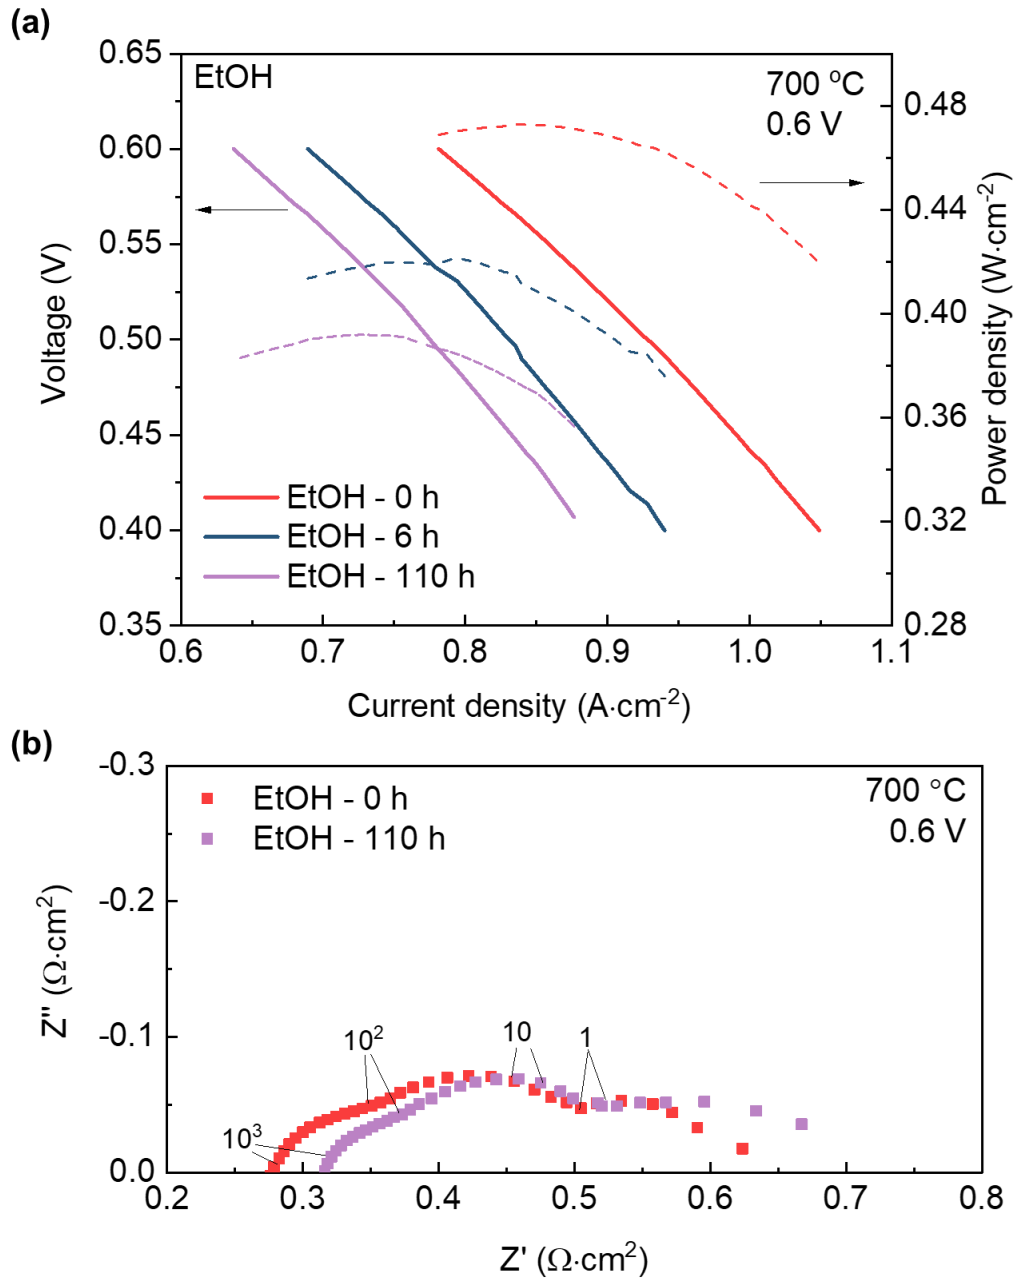 (a)
EtOH
700 °C
0.6 V
0.65
0.60
0.55
0.50
0.45
0.40
0.35
Voltage (V)
0.48
0.44
0.40
0.36
0.32
0.28
Power density (W·cm⁻²)
EtOH - 0 h
EtOH - 6 h
EtOH - 110 h
0.6 0.7 0.8 0.9 1.0 1.1
Current density (A·cm⁻²)
(b)
-0.3
-0.2
-0.1
0.0
Z" (Ω·cm²)
EtOH - 0 h
EtOH - 110 h
700 °C
0.6 V
10³
10²
10
1
0.2 0.3 0.4 0.5 0.6 0.7 0.8
Z' (Ω·cm²)